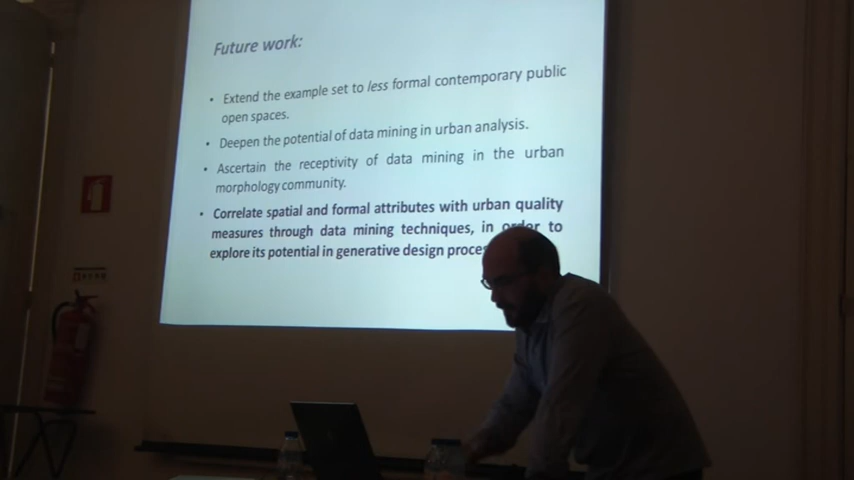 Future work:
• Extend the example set to less formal contemporary public
open spaces.
• Deepen the potential of data mining in urban analysis.
• Ascertain the receptivity of data mining in the urban
morphology community.
• Correlate spatial and formal attributes with urban quality
measures through data mining techniques, in order to
explore its potential in generative design